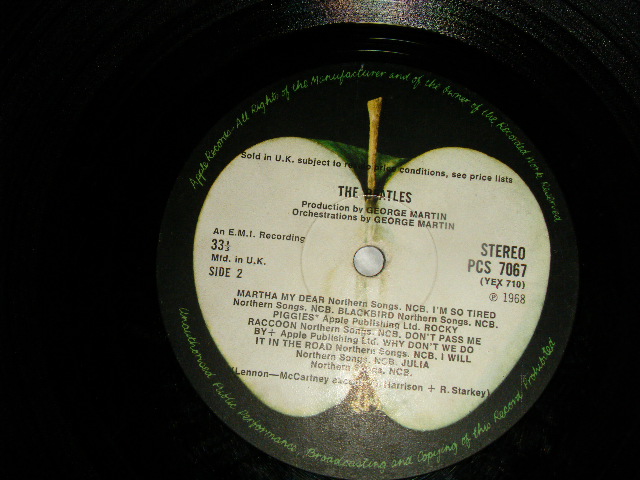 Apple Records—All Rights of the Manufacturer and of the Owner of the Recorded Work Reserved
Sold in U.K. subject to price conditions, see price lists
THE BEATLES
Production by GEORGE MARTIN
Orchestrations by GEORGE MARTIN
An E.M.I. Recording
33⅓
Mfd. in U.K.
SIDE 2
STEREO
PCS 7067
(YEX 710)
℗ 1968
MARTHA MY DEAR Northern Songs. NCB. I'M SO TIRED
Northern Songs. NCB. BLACKBIRD Northern Songs. NCB.
PIGGIES* Apple Publishing Ltd. ROCKY
RACCOON Northern Songs. NCB. DON'T PASS ME
BY+ Apple Publishing Ltd. WHY DON'T WE DO
IT IN THE ROAD Northern Songs. NCB. I WILL
Northern Songs. NCB. JULIA
Northern Songs. NCB.
(Lennon—McCartney Harrison + R. Starkey)
Unauthorised Public Performance, Broadcasting and Copying of this Record Prohibited